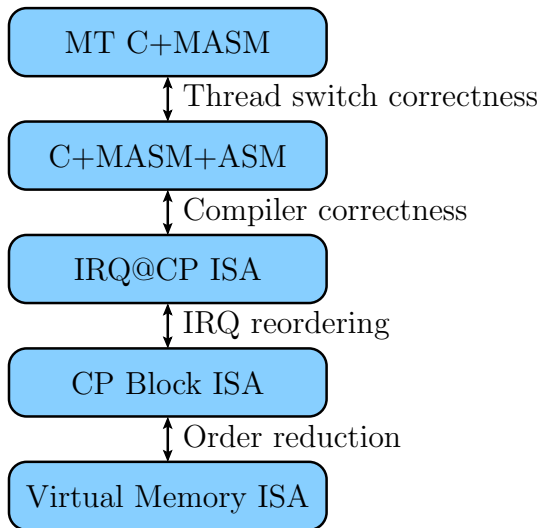 MT C+MASM
Thread switch correctness
C+MASM+ASM
Compiler correctness
IRQ@CP ISA
IRQ reordering
CP Block ISA
Order reduction
Virtual Memory ISA